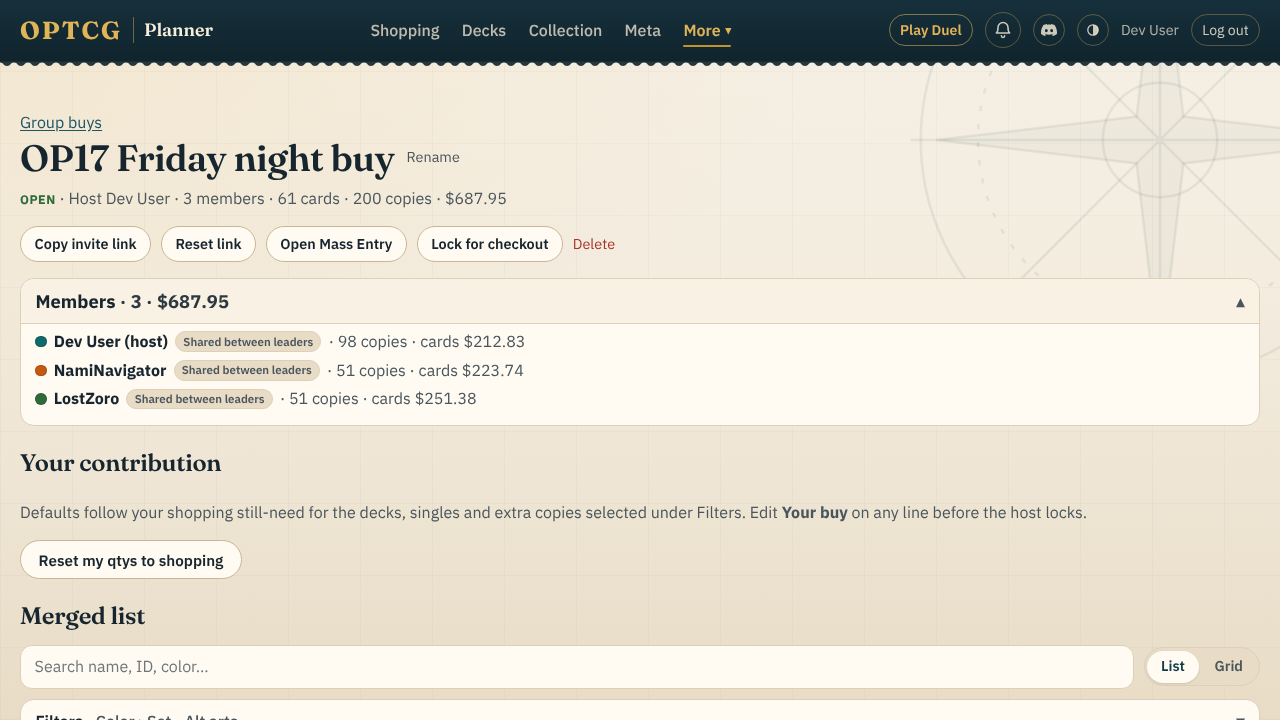 OPTCG Planner Shopping Decks Collection Meta More ▾ Play Duel Dev User Log out
Group buys
OP17 Friday night buy Rename
OPEN · Host Dev User · 3 members · 61 cards · 200 copies · $687.95
Copy invite link Reset link Open Mass Entry Lock for checkout Delete
Members · 3 · $687.95 ▲
Dev User (host) Shared between leaders · 98 copies · cards $212.83
NamiNavigator Shared between leaders · 51 copies · cards $223.74
LostZoro Shared between leaders · 51 copies · cards $251.38
Your contribution
Defaults follow your shopping still-need for the decks, singles and extra copies selected under Filters. Edit Your buy on any line before the host locks.
Reset my qtys to shopping
Merged list
Search name, ID, color... List Grid
Filters · Color · Set · Alt arts